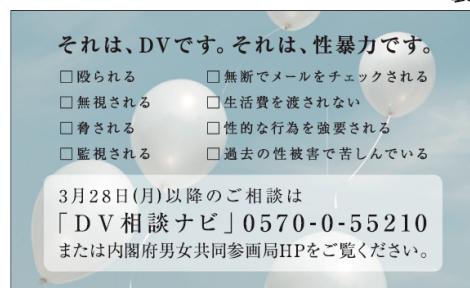 それは、DVです。それは、性暴力です。
□殴られる □無断でメールをチェックされる
□無視される □生活費を渡されない
□脅される □性的な行為を強要される
□監視される □過去の性被害で苦しんでいる
3月28日(月)以降のご相談は
「DV相談ナビ」0570-0-55210
または内閣府男女共同参画局HPをご覧ください。